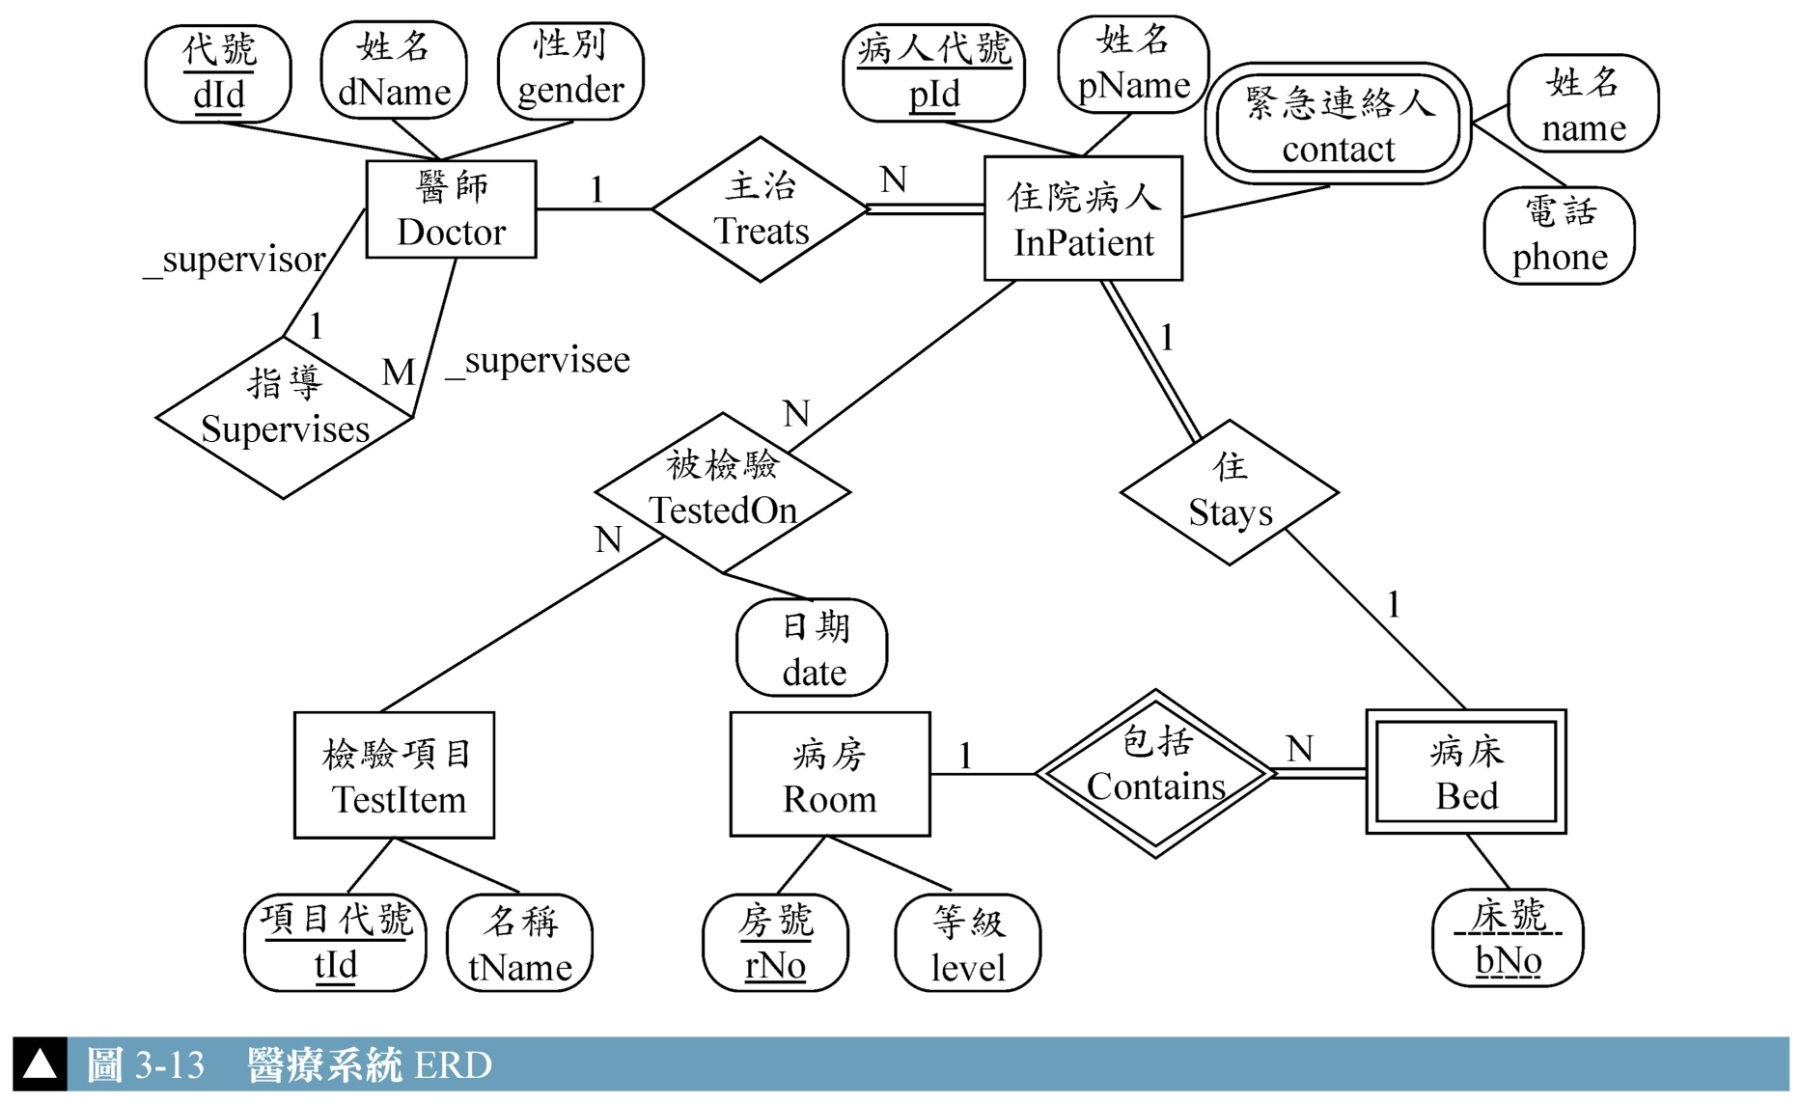 代號
dId
姓名
dName
性別
gender
病人代號
pId
姓名
pName
緊急連絡人
contact
姓名
name
電話
phone
醫師
Doctor
1
主治
Treats
N
住院病人
InPatient
_supervisor
1
M
_supervisee
指導
Supervises
N
1
被檢驗
TestedOn
N
住
Stays
日期
date
1
檢驗項目
TestItem
病房
Room
1
包括
Contains
N
病床
Bed
項目代號
tId
名稱
tName
房號
rNo
等級
level
床號
bNo
圖 3-13 醫療系統 ERD